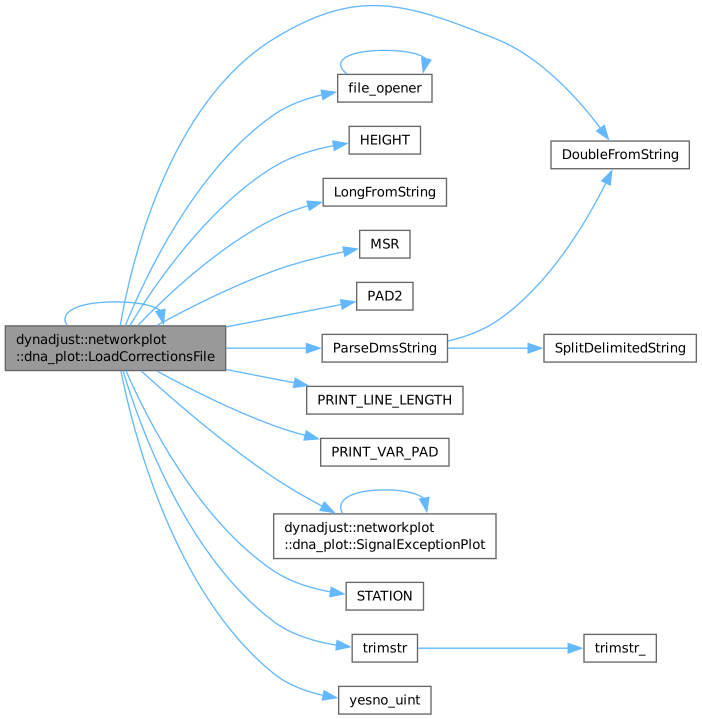 file_opener
HEIGHT
DoubleFromString
LongFromString
MSR
PAD2
dynadjust::networkplot
::dna_plot::LoadCorrectionsFile
ParseDmsString
SplitDelimitedString
PRINT_LINE_LENGTH
PRINT_VAR_PAD
dynadjust::networkplot
::dna_plot::SignalExceptionPlot
STATION
trimstr
trimstr_
yesno_uint